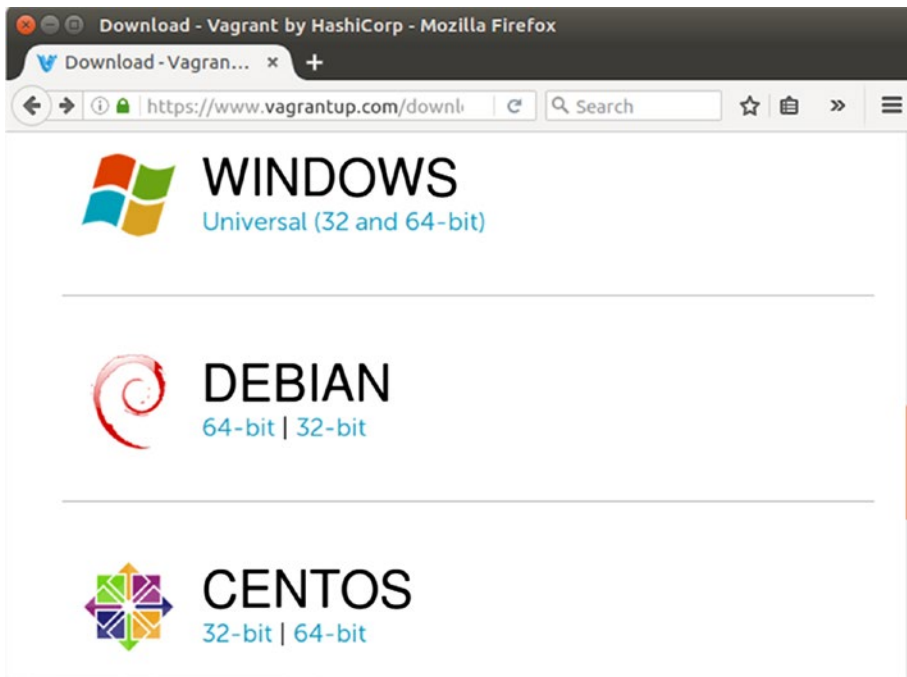 Download - Vagrant by HashiCorp - Mozilla Firefox
Download - Vagran... × +
https://www.vagrantup.com/downl
Search
WINDOWS
Universal (32 and 64-bit)
DEBIAN
64-bit | 32-bit
CENTOS
32-bit | 64-bit